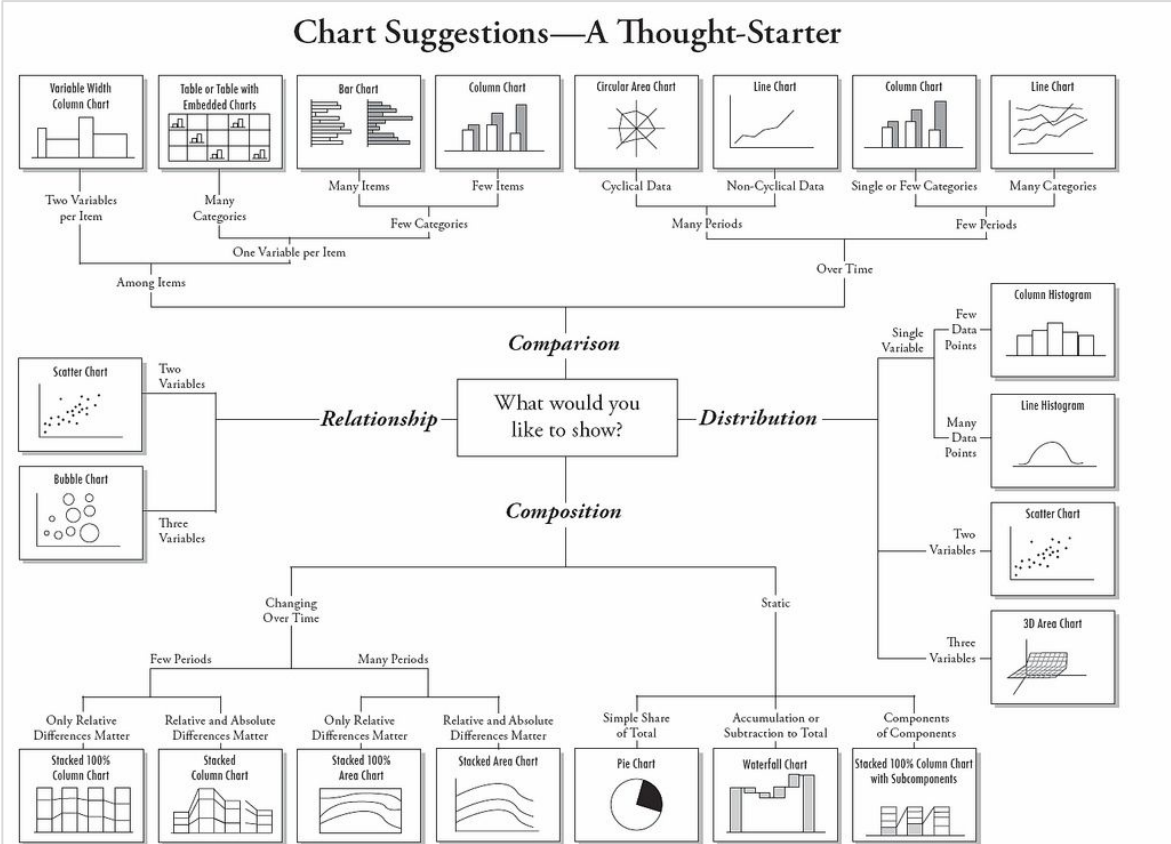 Chart Suggestions—A Thought-Starter
Variable Width
Column Chart
Table or Table with
Embedded Charts
Bar Chart
Column Chart
Circular Area Chart
Line Chart
Column Chart
Line Chart
Two Variables
per Item
Many
Categories
Many Items
Few Items
Cyclical Data
Non-Cyclical Data
Single or Few Categories
Many Categories
Few Categories
Many Periods
Few Periods
One Variable per Item
Among Items
Over Time
Comparison
What would you
like to show?
Relationship
Two
Variables
Scatter Chart
Three
Variables
Bubble Chart
Distribution
Single
Variable
Few
Data
Points
Column Histogram
Many
Data
Points
Line Histogram
Two
Variables
Scatter Chart
Three
Variables
3D Area Chart
Composition
Changing
Over Time
Static
Few Periods
Many Periods
Only Relative
Differences Matter
Relative and Absolute
Differences Matter
Only Relative
Differences Matter
Relative and Absolute
Differences Matter
Simple Share
of Total
Accumulation or
Subtraction to Total
Components
of Components
Stacked 100%
Column Chart
Stacked
Column Chart
Stacked 100%
Area Chart
Stacked Area Chart
Pie Chart
Waterfall Chart
Stacked 100% Column Chart
with Subcomponents